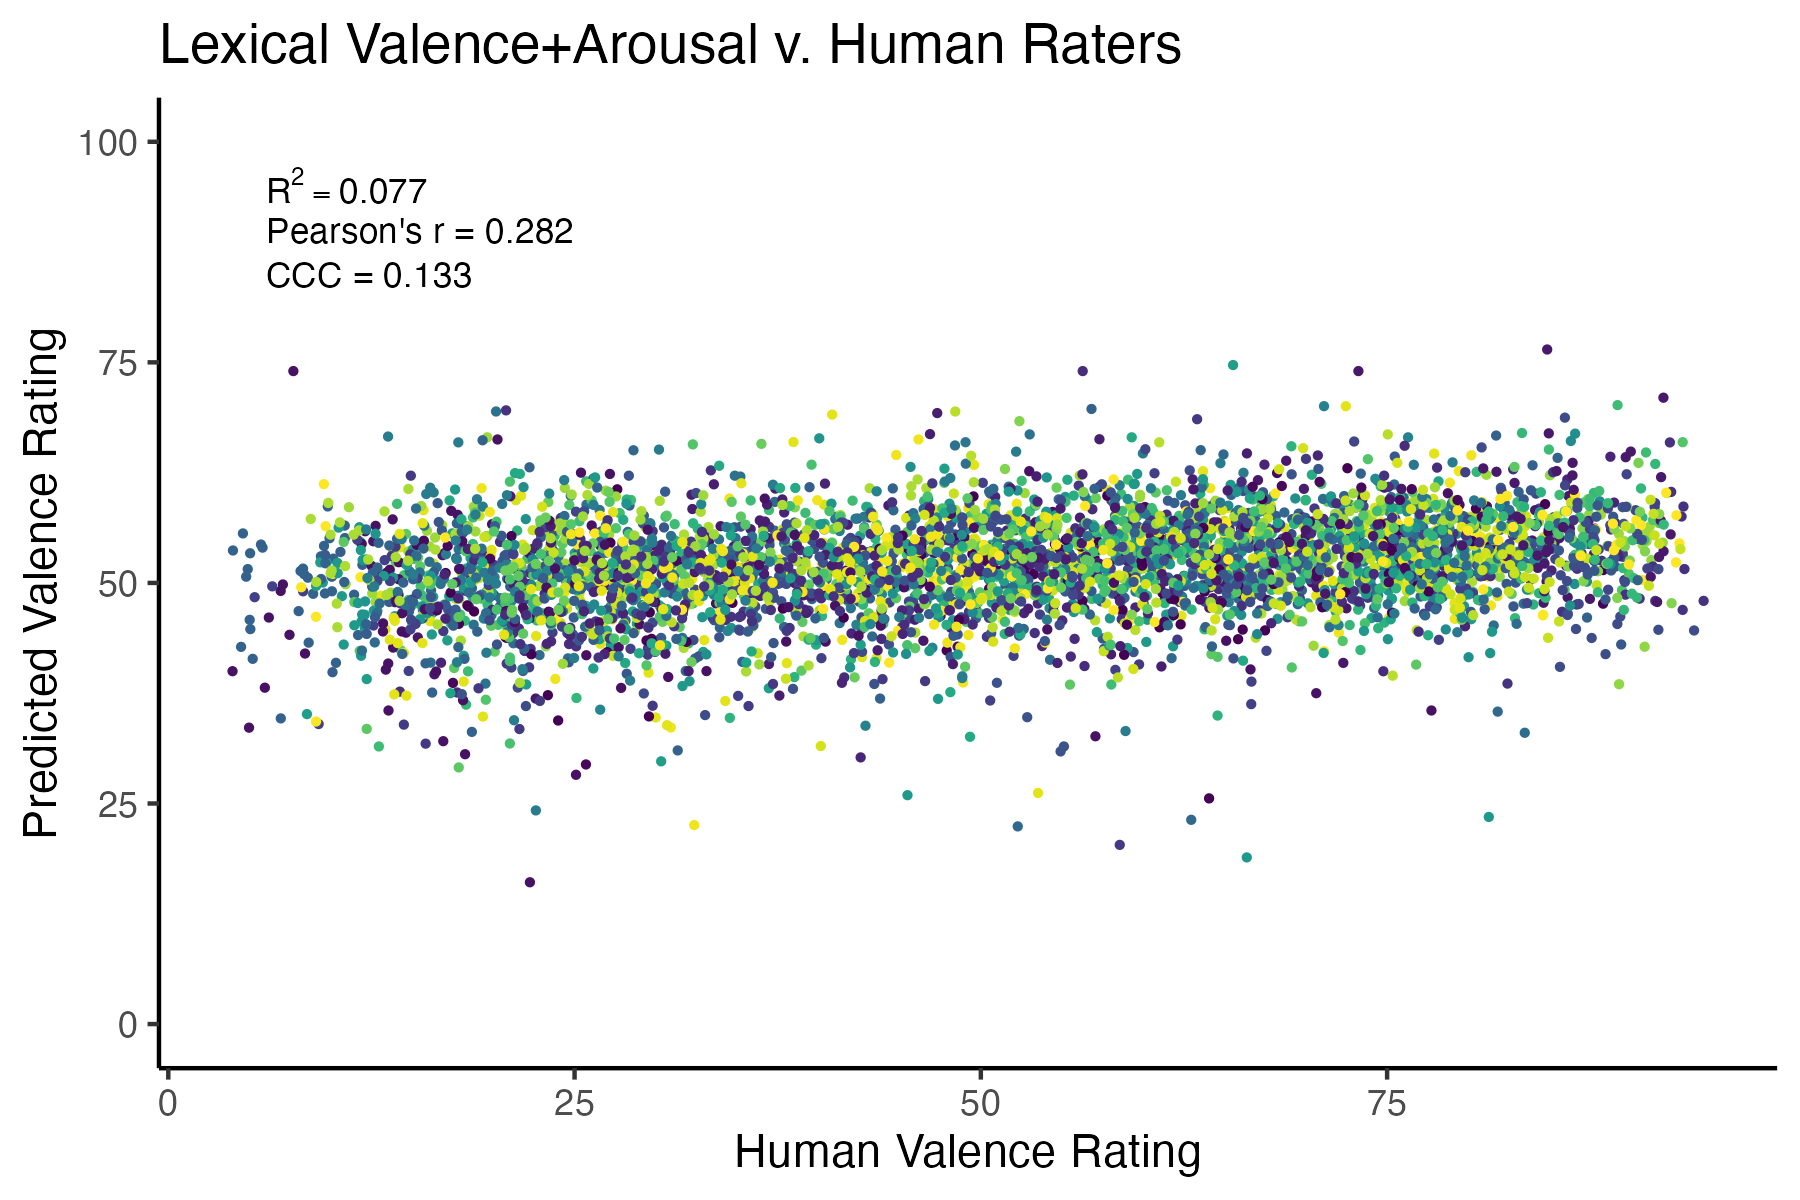 Lexical Valence+Arousal v. Human Raters
100
R² = 0.077
Pearson's r = 0.282
CCC = 0.133
75
50
25
0
Predicted Valence Rating
0 25 50 75
Human Valence Rating